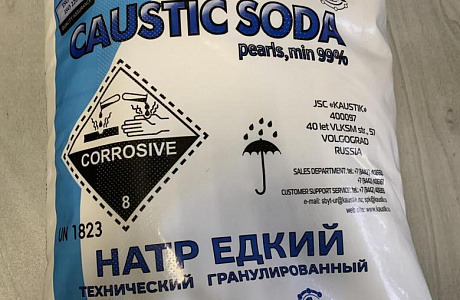 CAUSTIC SODA
pearls,min 99%
CORROSIVE
8
UN 1823
JSC «KAUSTIK»
400097
40 let VLKSM str., 57
VOLGOGRAD
RUSSIA
SALES DEPARTMENT:
CUSTOMER SUPPORT SERVICE:
НАТР ЕДКИЙ
ТЕХНИЧЕСКИЙ ГРАНУЛИРОВАННЫЙ